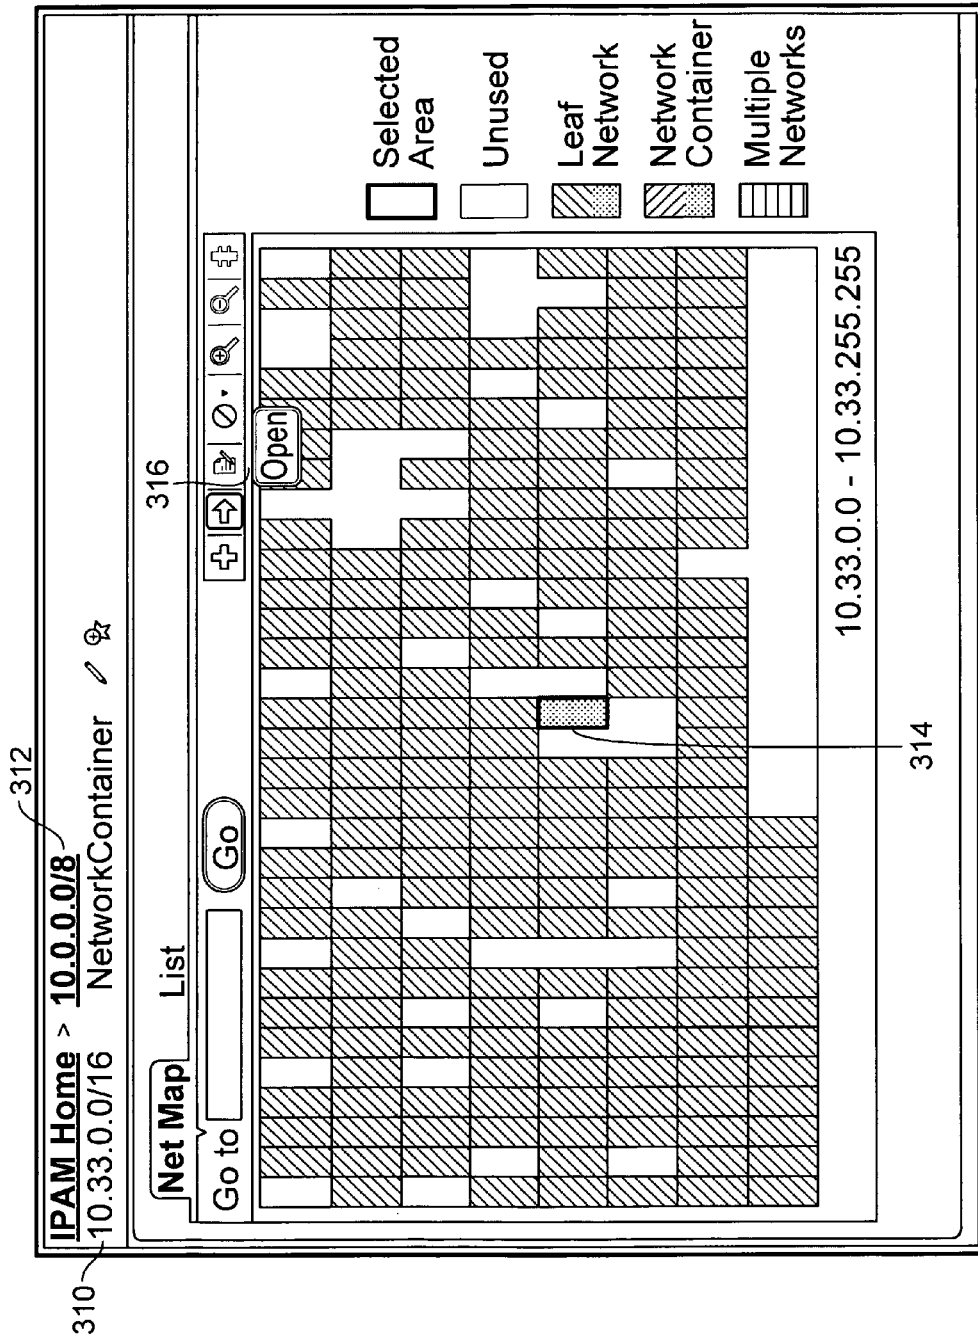 312
IPAM Home > 10.0.0.0/8
310
10.33.0.0/16 NetworkContainer
Net Map List
Go to Go
316
Open
Selected
Area
Unused
Leaf
Network
Network
Container
Multiple
Networks
10.33.0.0 - 10.33.255.255
314